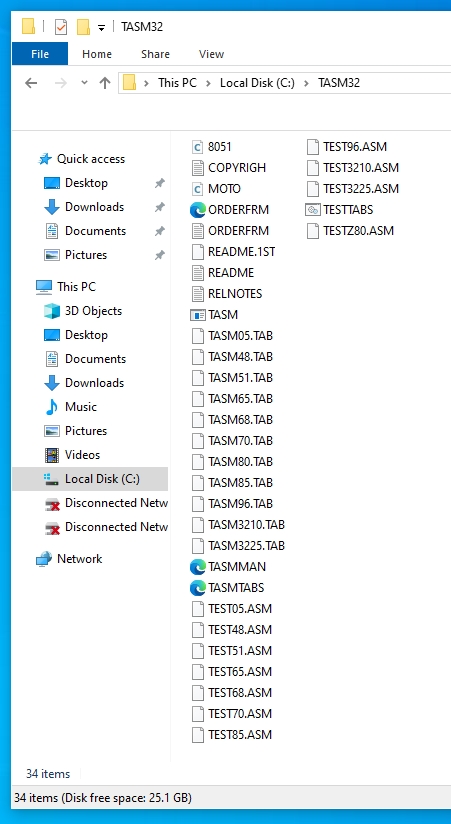 TASM32
File Home Share View
This PC Local Disk (C:) TASM32
Quick access
Desktop
Downloads
Documents
Pictures
This PC
3D Objects
Desktop
Documents
Downloads
Music
Pictures
Videos
Local Disk (C:)
Disconnected Netw
Disconnected Netw
Network
8051
COPYRIGH
MOTO
ORDERFRM
ORDERFRM
README.1ST
README
RELNOTES
TASM
TASM05.TAB
TASM48.TAB
TASM51.TAB
TASM65.TAB
TASM68.TAB
TASM70.TAB
TASM80.TAB
TASM85.TAB
TASM96.TAB
TASM3210.TAB
TASM3225.TAB
TASMMAN
TASMTABS
TEST05.ASM
TEST48.ASM
TEST51.ASM
TEST65.ASM
TEST68.ASM
TEST70.ASM
TEST85.ASM
TEST96.ASM
TEST3210.ASM
TEST3225.ASM
TESTTABS
TESTZ80.ASM
34 items
34 items (Disk free space: 25.1 GB)